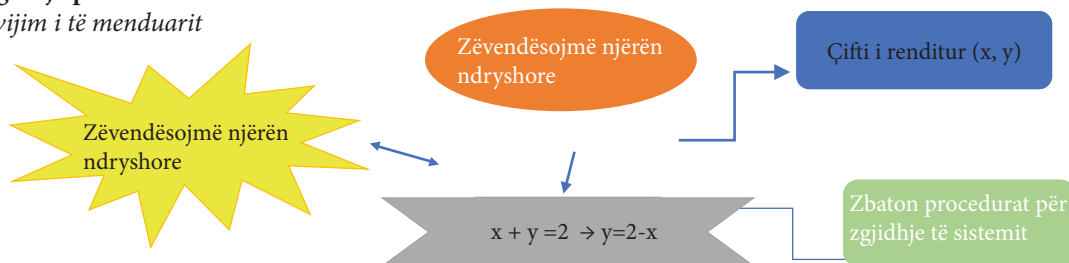 vijim i të menduarit
Zëvendësojmë njërën
ndryshore
Çifti i renditur (x, y)
Zëvendësojmë njërën
ndryshore
x + y =2 → y=2-x
Zbaton procedurat për
zgjidhje të sistemit